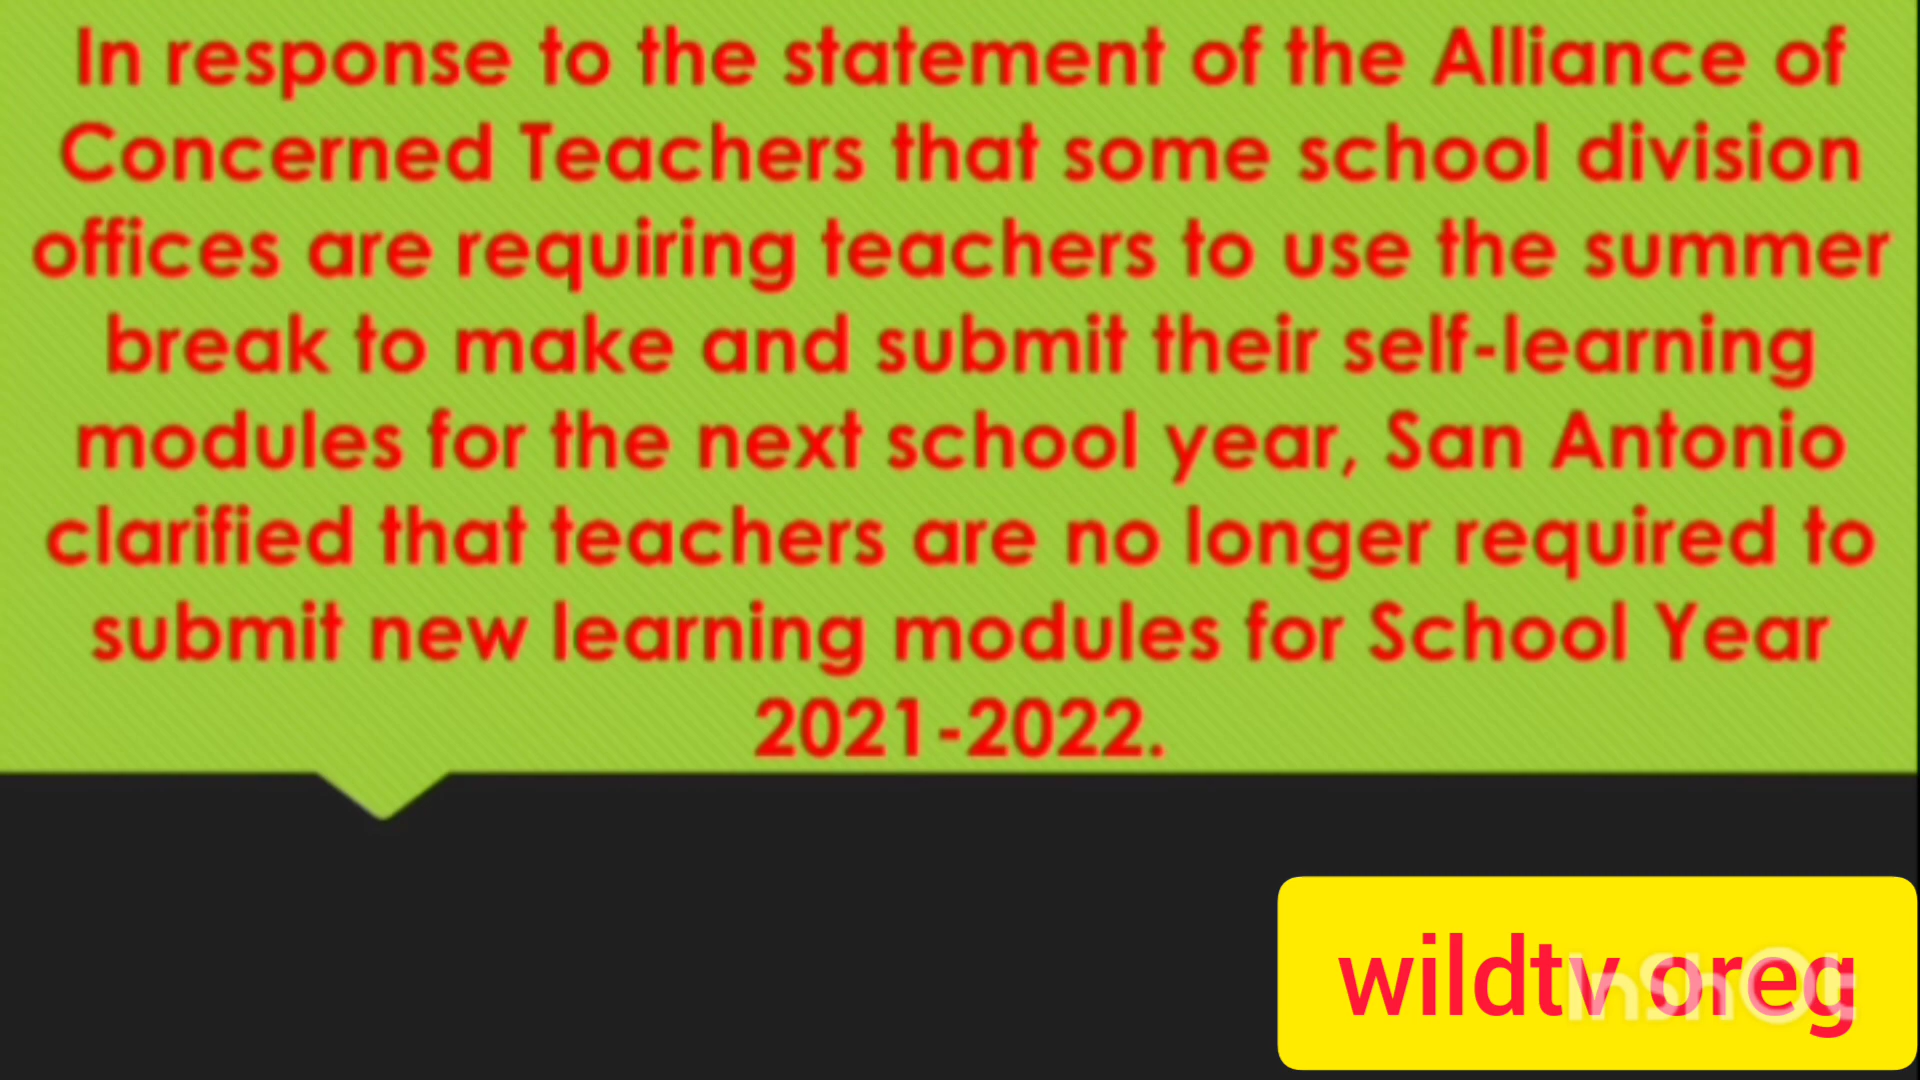 In response to the statement of the Alliance of
Concerned Teachers that some school division
offices are requiring teachers to use the summer
break to make and submit their self-learning
modules for the next school year, San Antonio
clarified that teachers are no longer required to
submit new learning modules for School Year
2021-2022.
wildtv oreg
InShOt